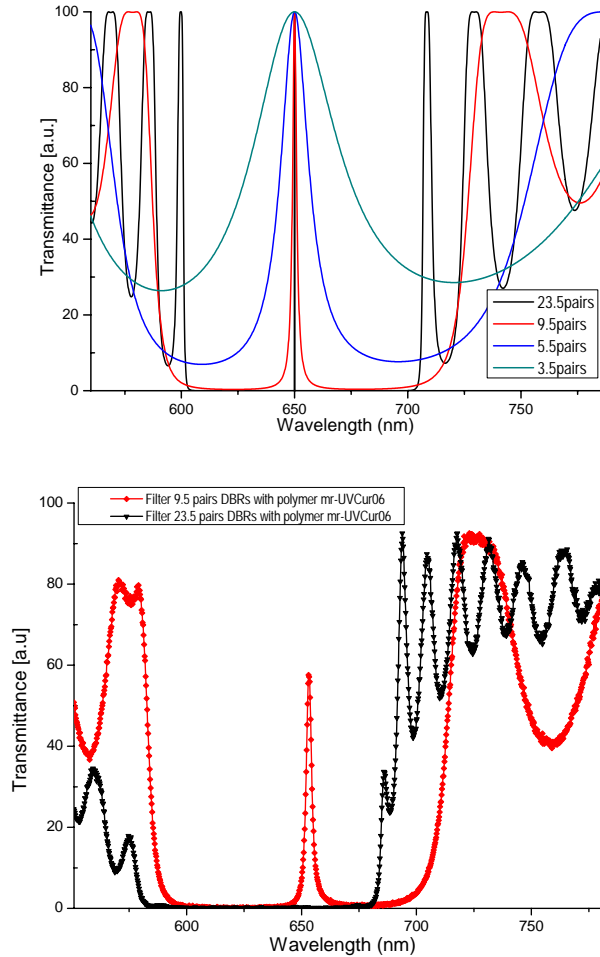 100
80
60
40
20
0
Transmittance [a.u.]
600
650
700
750
Wavelength (nm)
23.5pairs
9.5pairs
5.5pairs
3.5pairs
100
80
60
40
20
0
Transmittance [a.u]
Filter 9.5 pairs DBRs with polymer mr-UVCur06
Filter 23.5 pairs DBRs with polymer mr-UVCur06
600
650
700
750
Wavelength (nm)